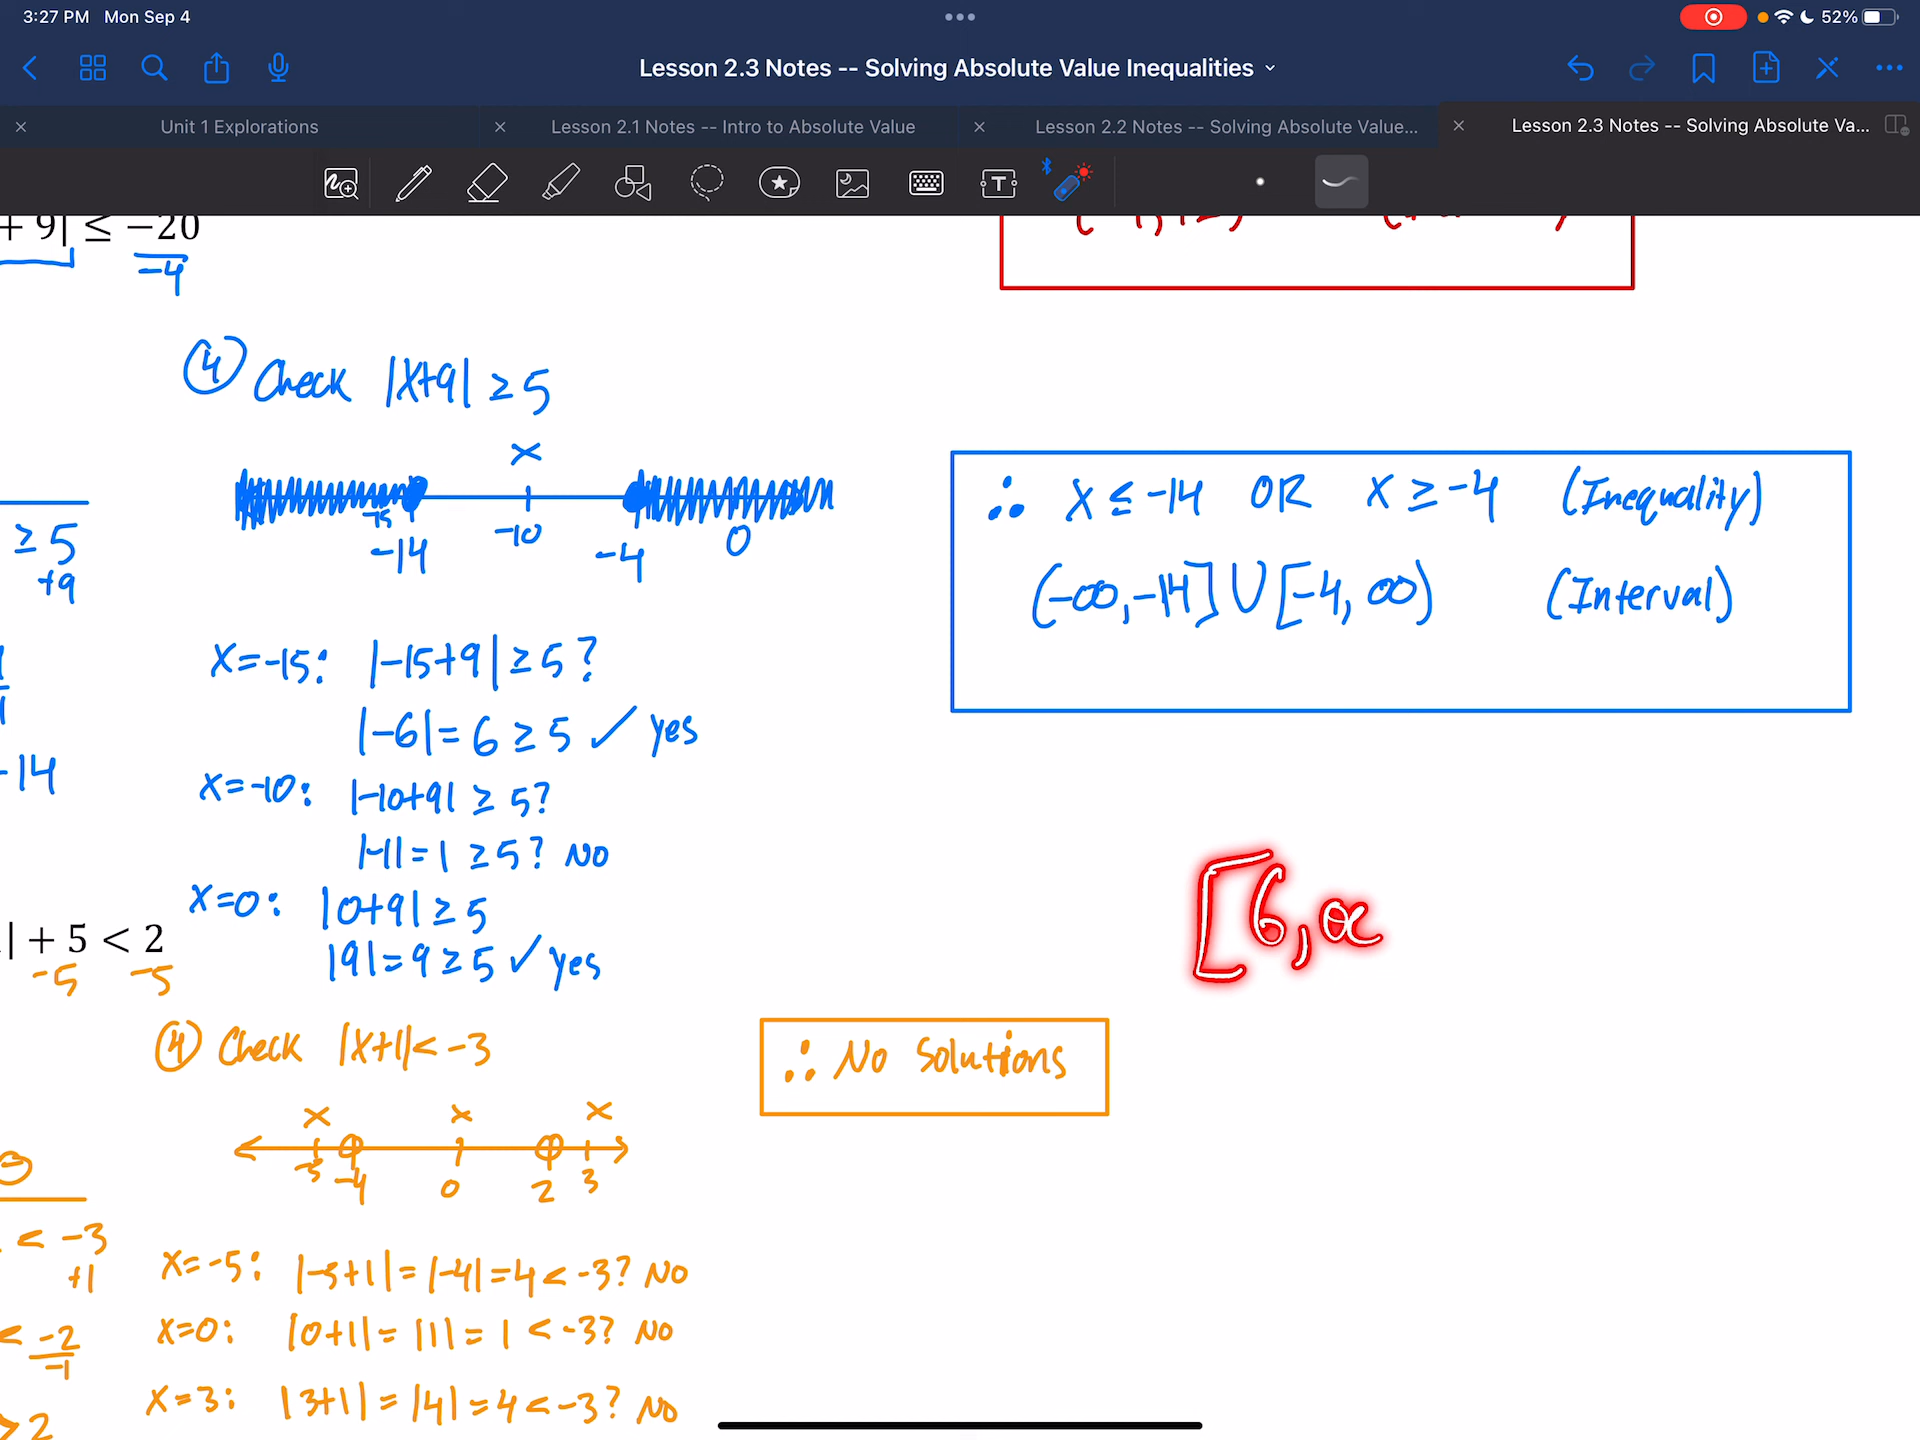 3:27 PM Mon Sep 4
52%
Lesson 2.3 Notes -- Solving Absolute Value Inequalities
Unit 1 Explorations
Lesson 2.1 Notes -- Intro to Absolute Value
Lesson 2.2 Notes -- Solving Absolute Value...
Lesson 2.3 Notes -- Solving Absolute Va...
+ 9| ≤ −20
−4
④ Check |x+9| ≥ 5
x
-15 -10 0
-14 -4
≥ 5
+9
-14
∴ x ≤ -14 OR x ≥ -4 (Inequality)
(-∞,-14] ∪ [-4, ∞) (Interval)
x=-15: |-15+9| ≥ 5?
|-6| = 6 ≥ 5 ✓ yes
x=-10: |-10+9| ≥ 5?
|-1| = 1 ≥ 5? No
x=0: |0+9| ≥ 5
|9| = 9 ≥ 5 ✓ yes
[6,∝
| + 5 < 2
-5 -5
④ Check |x+1| < -3
∴ No Solutions
x x x
-5 -4 0 2 3
< -3
+1
< -2
-1
> 2
x=-5: |-5+1| = |-4| = 4 < -3? No
x=0: |0+1| = |1| = 1 < -3? No
x=3: |3+1| = |4| = 4 < -3? No